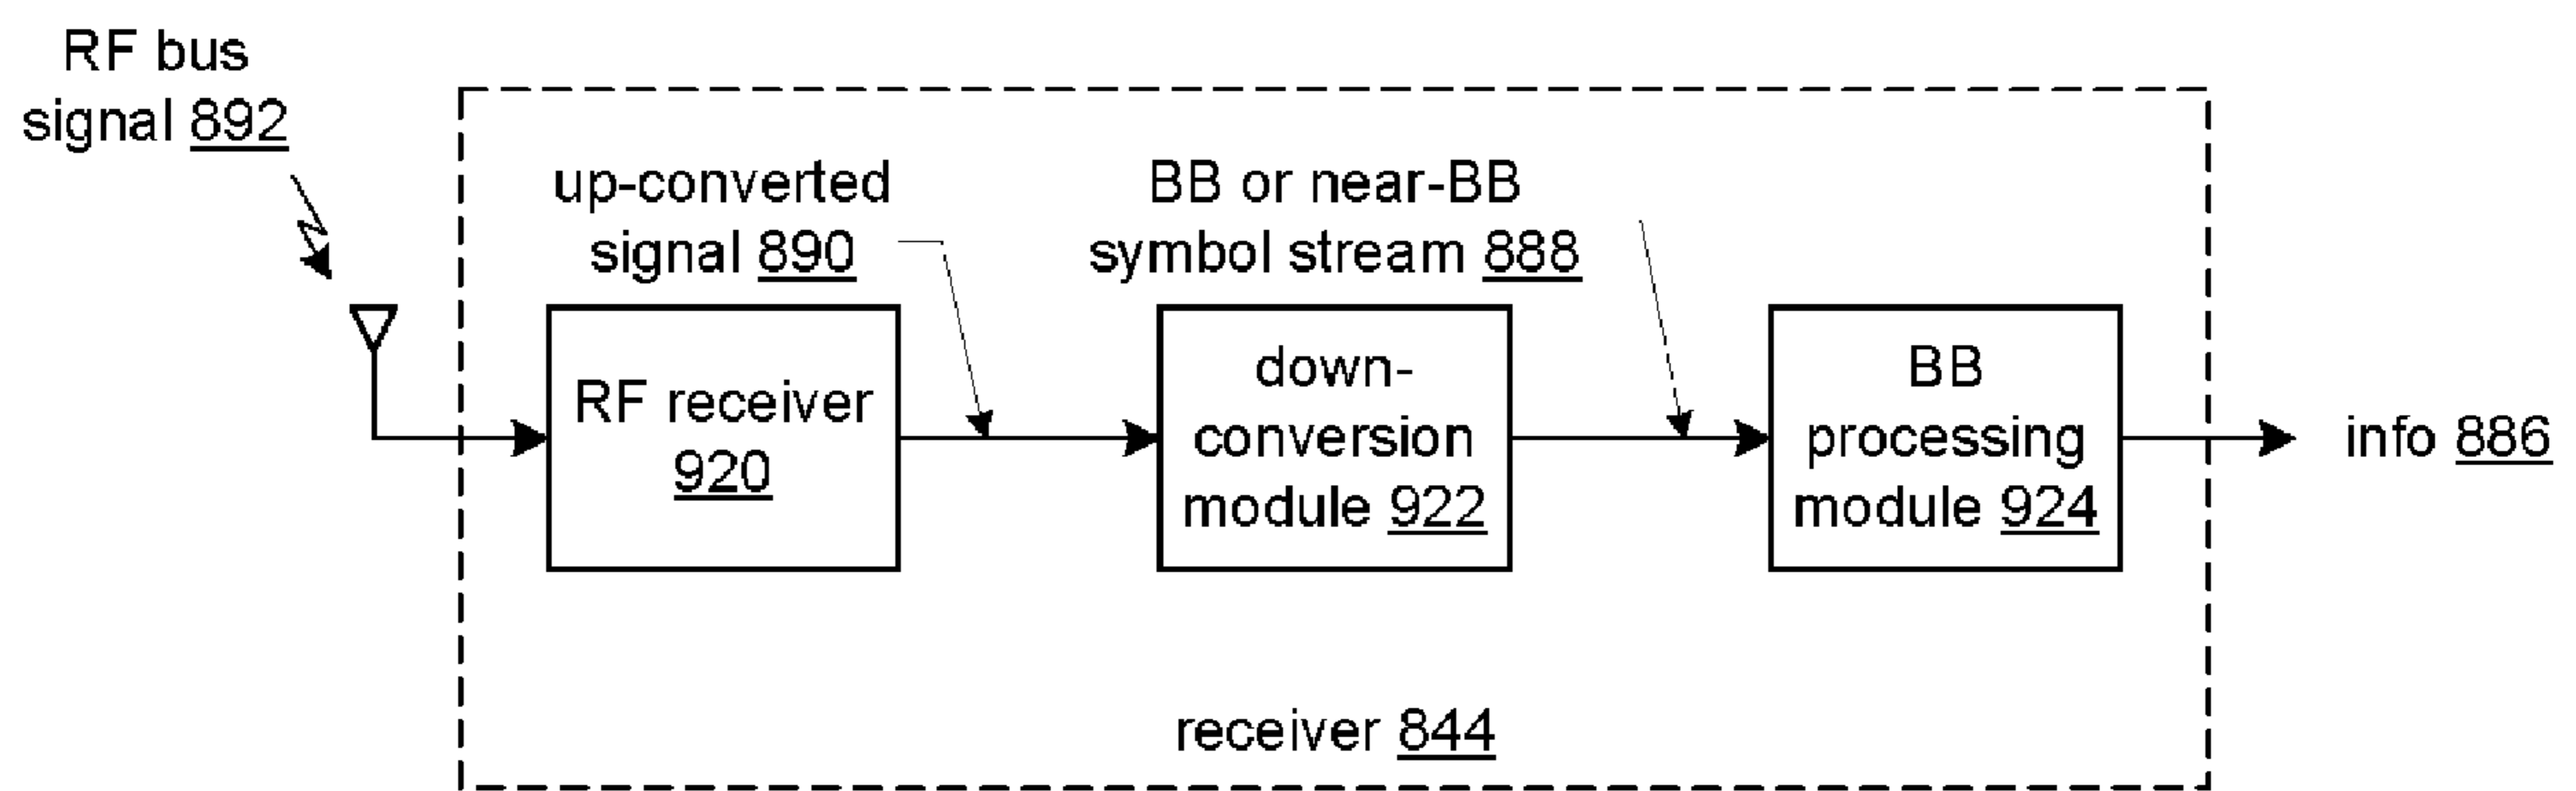 RF bus
signal 892
up-converted
signal 890
BB or near-BB
symbol stream 888
RF receiver
920
down-
conversion
module 922
BB
processing
module 924
info 886
receiver 844